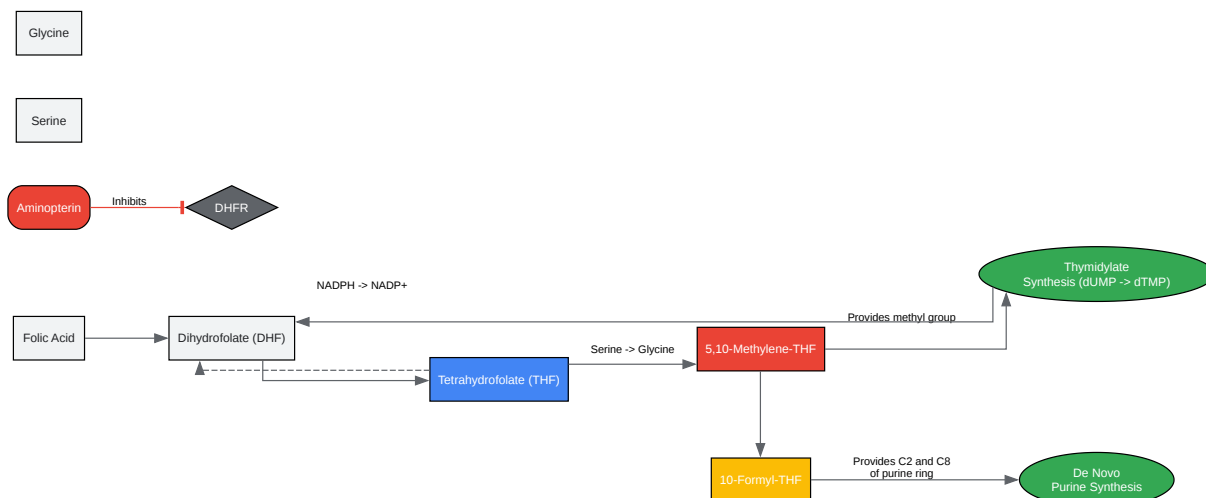 Glycine
Serine
Aminopterin
Inhibits
DHFR
Thymidylate
Synthesis (dUMP -> dTMP)
NADPH -> NADP+
Provides methyl group
Folic Acid
Dihydrofolate (DHF)
Serine -> Glycine
5,10-Methylene-THF
Tetrahydrofolate (THF)
10-Formyl-THF
Provides C2 and C8
of purine ring
De Novo
Purine Synthesis